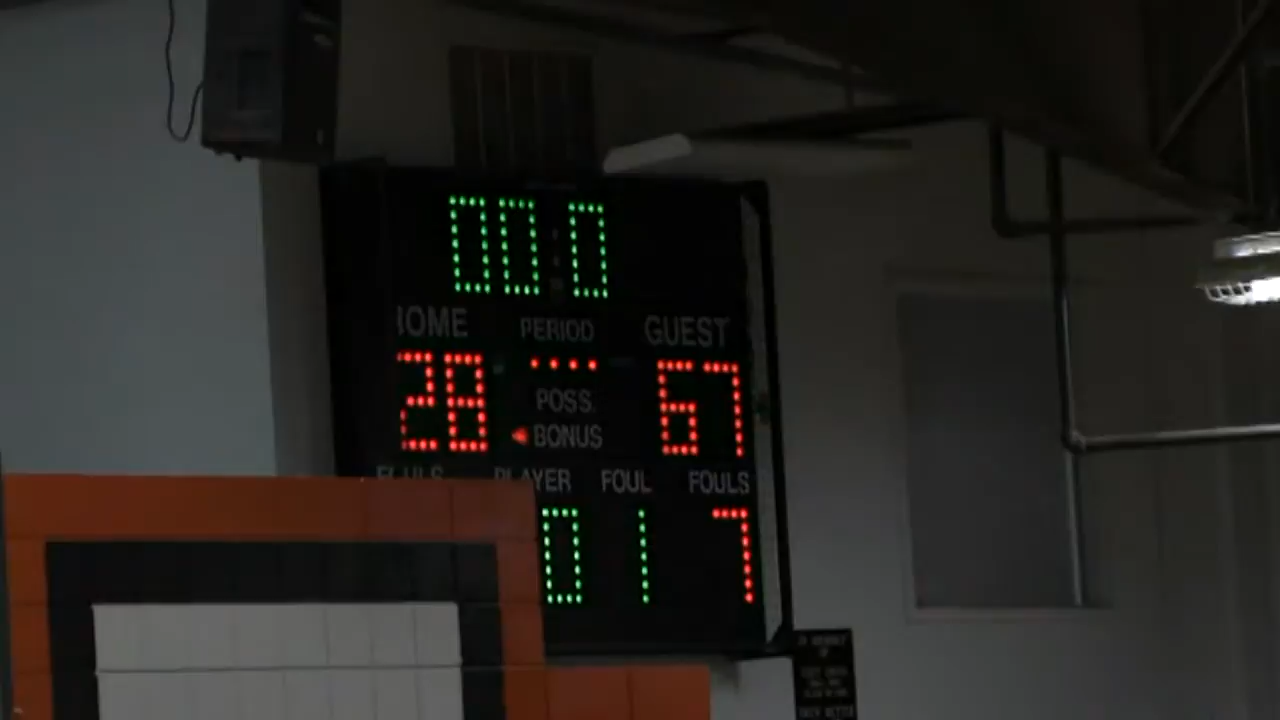 00:0
IOME PERIOD GUEST
28 67
POSS.
BONUS
PLAYER FOUL FOULS
0 1 7